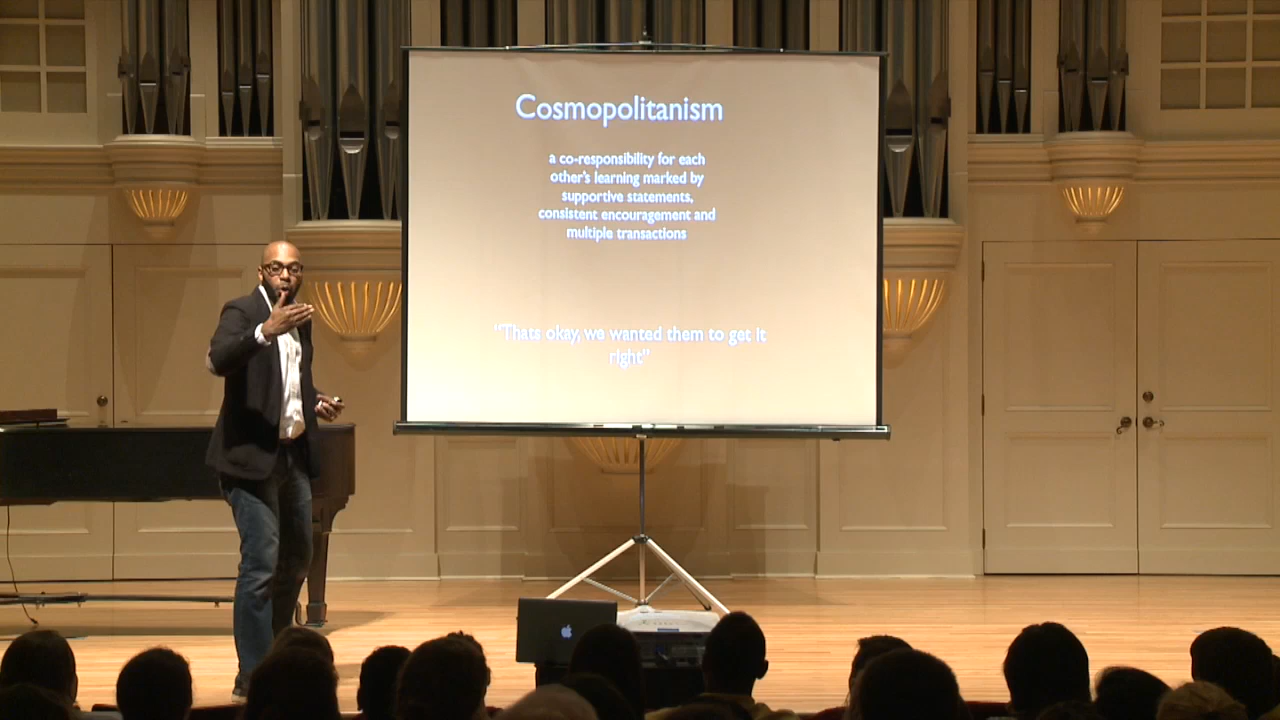 Cosmopolitanism
a co-responsibility for each
other's learning marked by
supportive statements,
consistent encouragement and
multiple transactions
"Thats okay, we wanted them to get it
right"